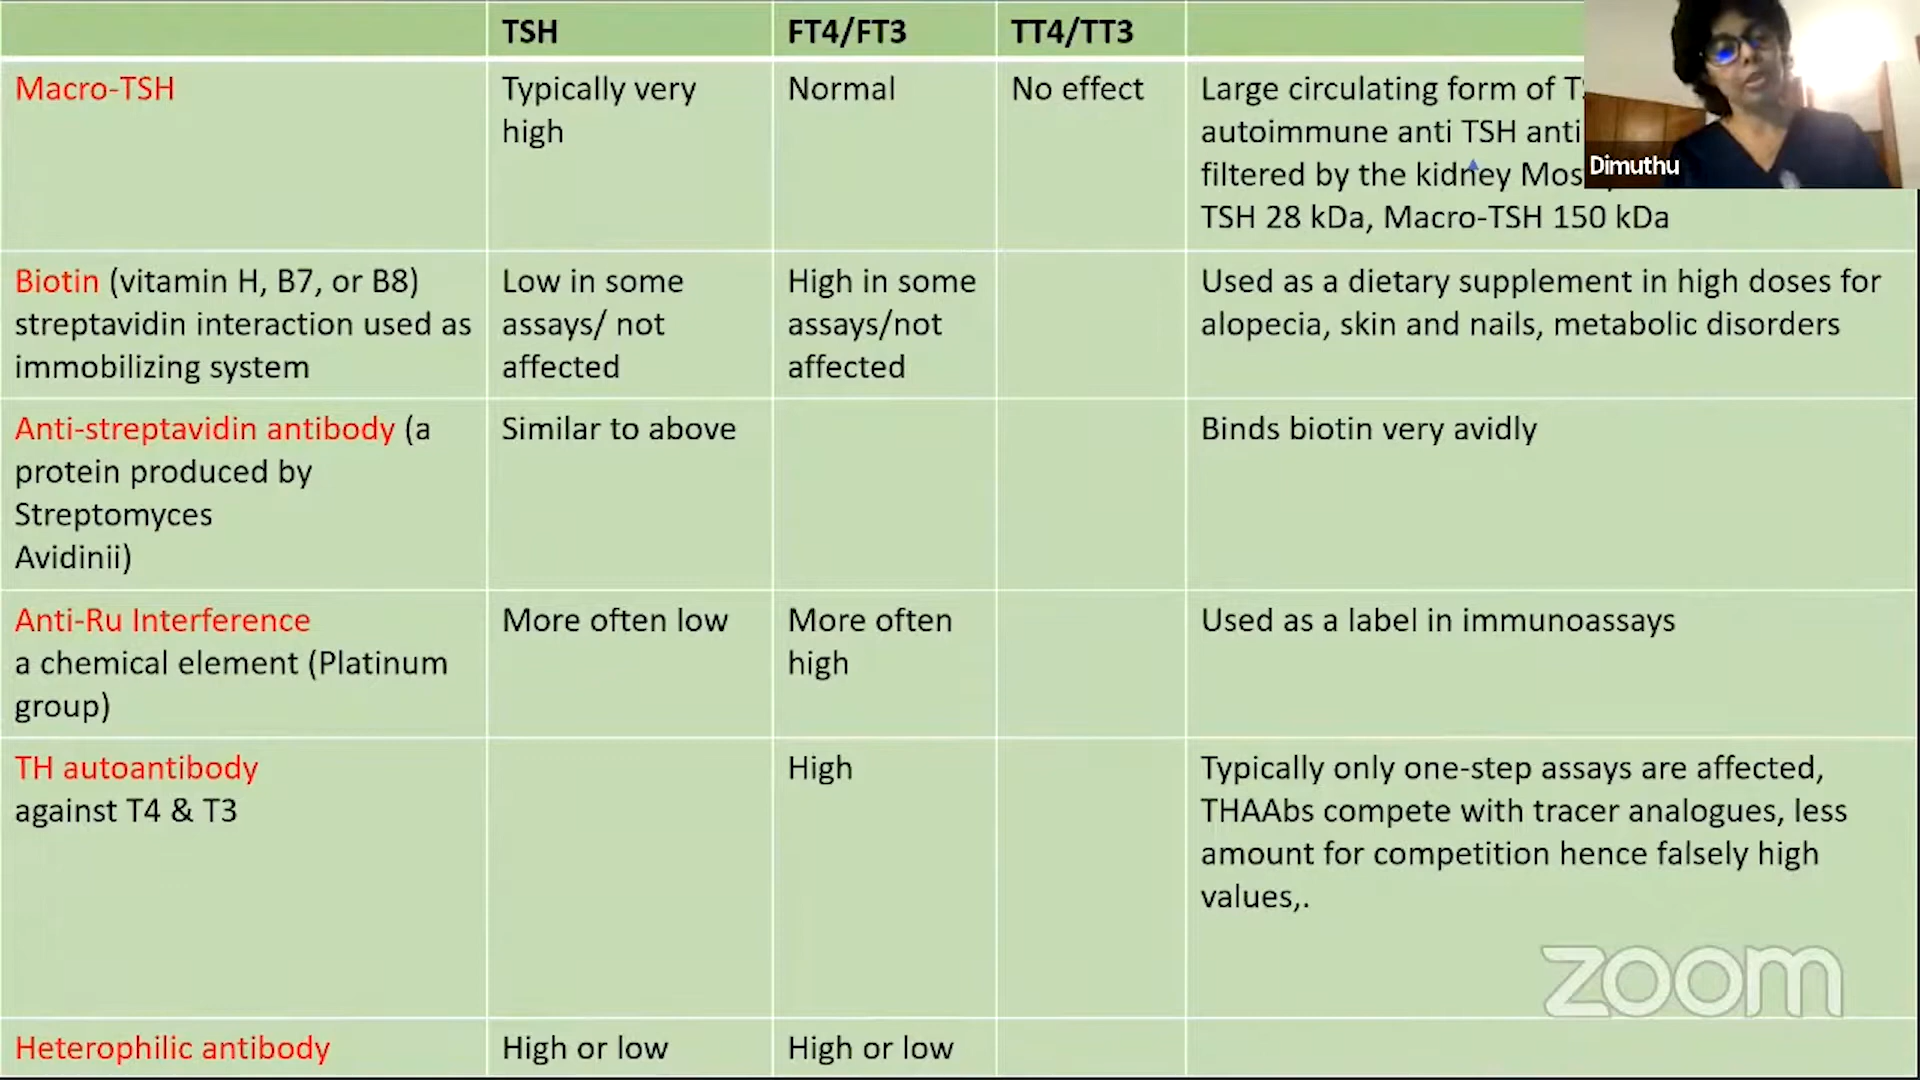 TSH FT4/FT3 TT4/TT3
Macro-TSH
Typically very
high
Normal
No effect
Large circulating form of
autoimmune anti TSH
filtered by the kidney
TSH 28 kDa, Macro-TSH 150 kDa
Dimuthu
Biotin (vitamin H, B7, or B8)
streptavidin interaction used as
immobilizing system
Low in some
assays/ not
affected
High in some
assays/not
affected
Used as a dietary supplement in high doses for
alopecia, skin and nails, metabolic disorders
Anti-streptavidin antibody (a
protein produced by
Streptomyces
Avidinii)
Similar to above
Binds biotin very avidly
Anti-Ru Interference
a chemical element (Platinum
group)
More often low
More often
high
Used as a label in immunoassays
TH autoantibody
against T4 & T3
High
Typically only one-step assays are affected,
THAAbs compete with tracer analogues, less
amount for competition hence falsely high
values,.
zoom
Heterophilic antibody
High or low
High or low